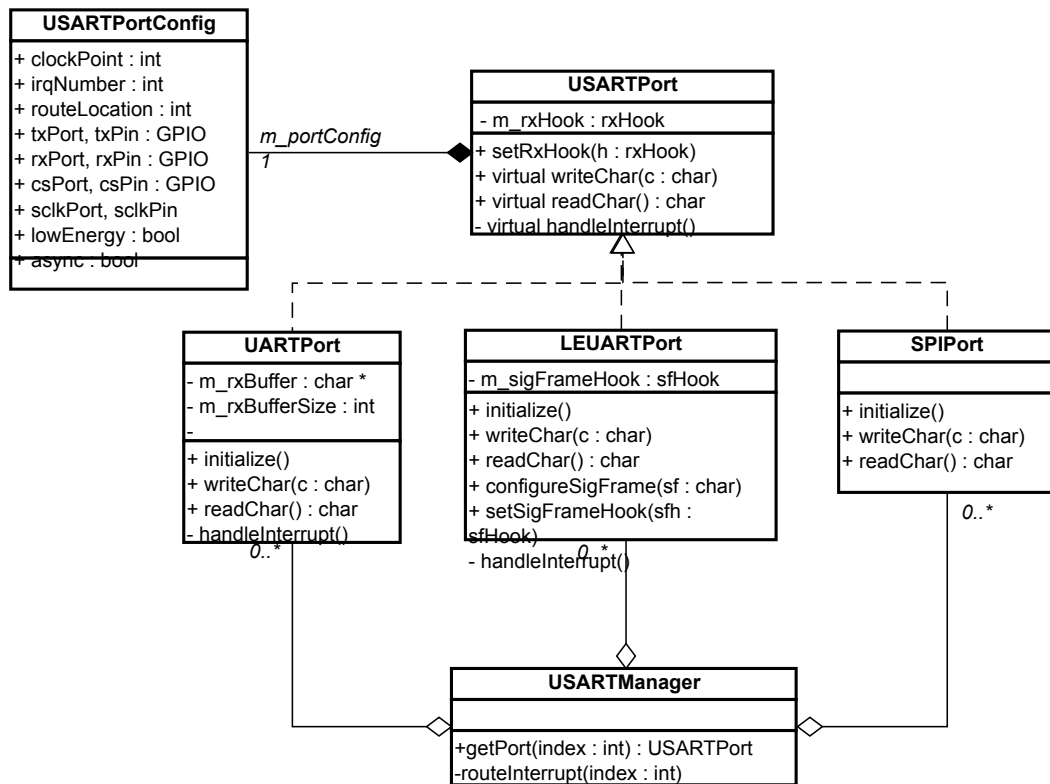 USARTPortConfig
+ clockPoint : int
+ irqNumber : int
+ routeLocation : int
+ txPort, txPin : GPIO
+ rxPort, rxPin : GPIO
+ csPort, csPin : GPIO
+ sclkPort, sclkPin
+ lowEnergy : bool
+ async : bool
m_portConfig
1
USARTPort
- m_rxHook : rxHook
+ setRxHook(h : rxHook)
+ virtual writeChar(c : char)
+ virtual readChar() : char
- virtual handleInterrupt()
UARTPort
- m_rxBuffer : char *
- m_rxBufferSize : int
-
+ initialize()
+ writeChar(c : char)
+ readChar() : char
- handleInterrupt()
0..*
LEUARTPort
- m_sigFrameHook : sfHook
+ initialize()
+ writeChar(c : char)
+ readChar() : char
+ configureSigFrame(sf : char)
+ setSigFrameHook(sfh :
sfHook)
- handleInterrupt()
0..*
SPIPort
+ initialize()
+ writeChar(c : char)
+ readChar() : char
0..*
USARTManager
+getPort(index : int) : USARTPort
-routeInterrupt(index : int)